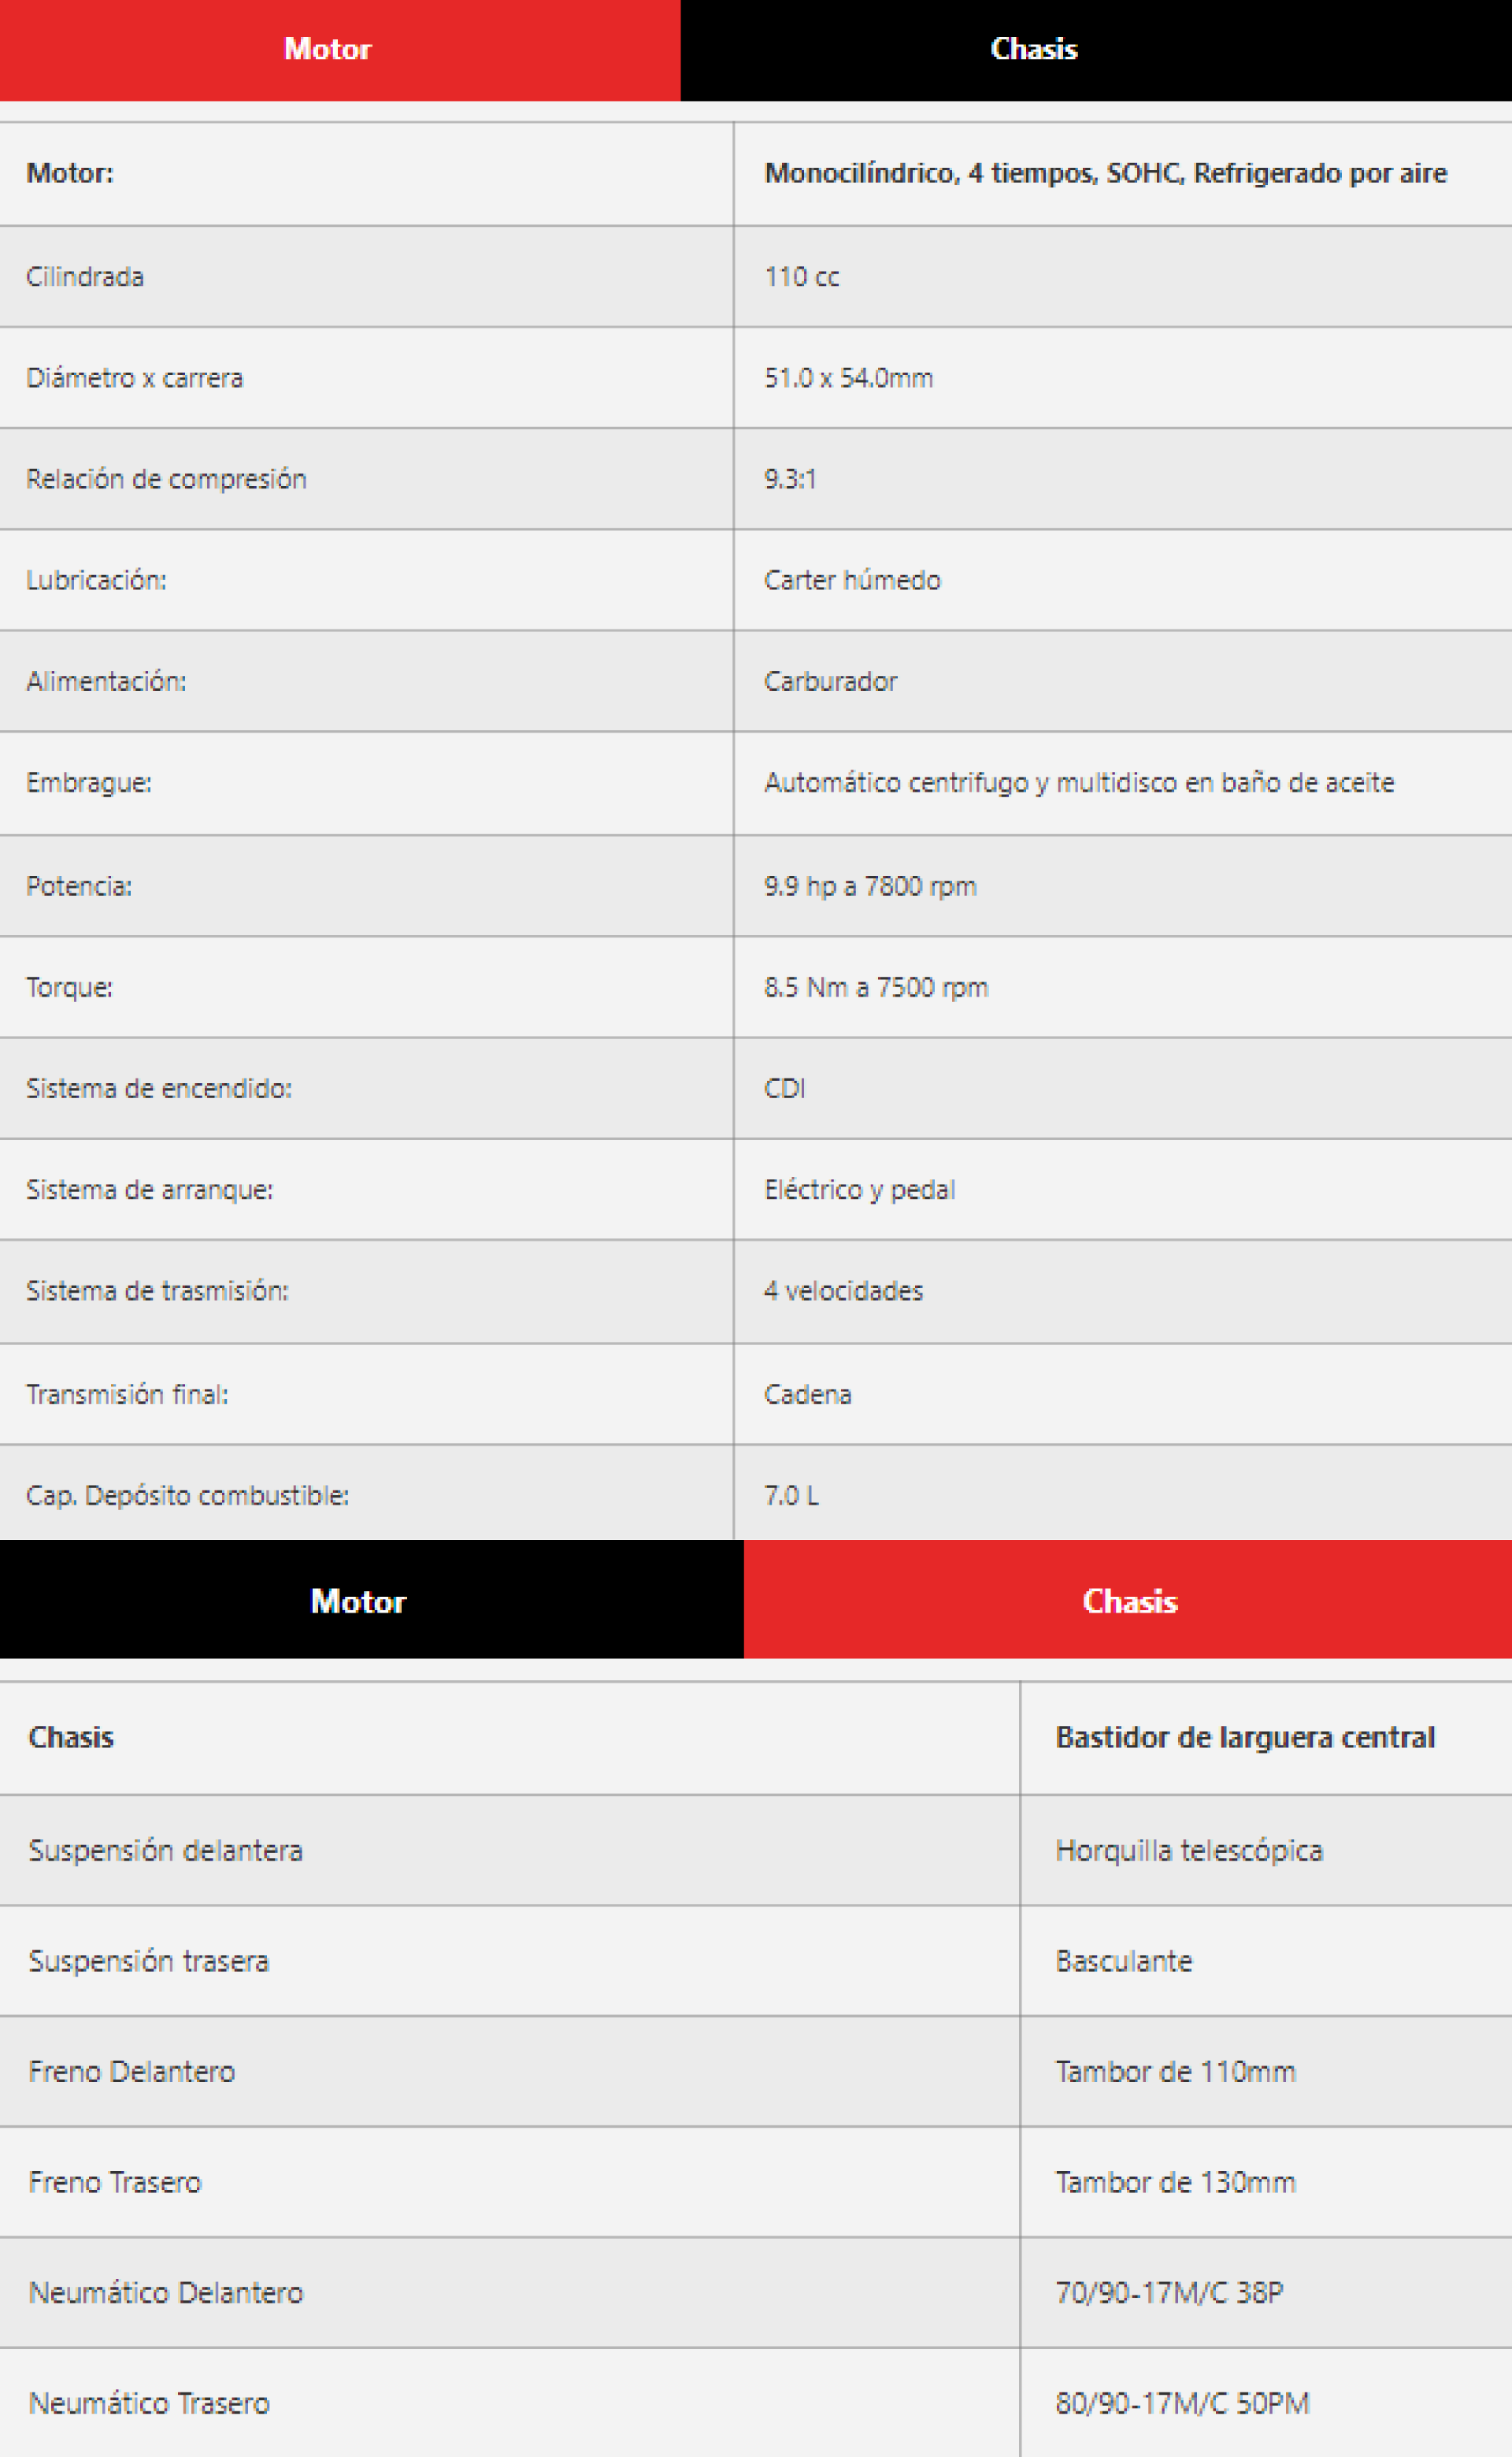 Motor Chasis
Motor: Monocilíndrico, 4 tiempos, SOHC, Refrigerado por aire
Cilindrada 110 cc
Diámetro x carrera 51.0 x 54.0mm
Relación de compresión 9.3:1
Lubricación: Carter húmedo
Alimentación: Carburador
Embrague: Automático centrifugo y multidisco en baño de aceite
Potencia: 9.9 hp a 7800 rpm
Torque: 8.5 Nm a 7500 rpm
Sistema de encendido: CDI
Sistema de arranque: Eléctrico y pedal
Sistema de trasmisión: 4 velocidades
Transmisión final: Cadena
Cap. Depósito combustible: 7.0 L
Motor Chasis
Chasis Bastidor de larguera central
Suspensión delantera Horquilla telescópica
Suspensión trasera Basculante
Freno Delantero Tambor de 110mm
Freno Trasero Tambor de 130mm
Neumático Delantero 70/90-17M/C 38P
Neumático Trasero 80/90-17M/C 50PM